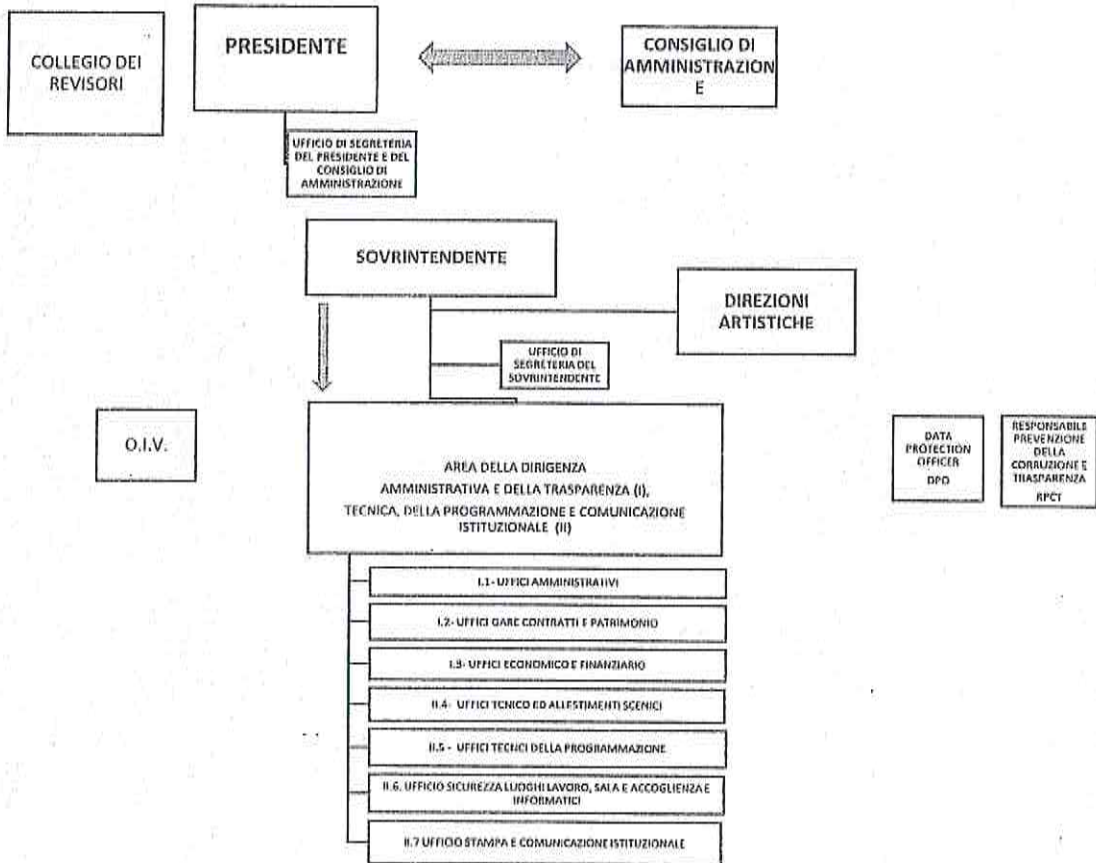 COLLEGIO DEI
REVISORI
PRESIDENTE
CONSIGLIO DI
AMMINISTRAZION
E
UFFICIO DI SEGRETERIA
DEL PRESIDENTE E DEL
CONSIGLIO DI
AMMINISTRAZIONE
SOVRINTENDENTE
DIREZIONI
ARTISTICHE
UFFICIO DI
SEGRETERIA DEL
SOVRINTENDENTE
O.I.V.
AREA DELLA DIRIGENZA
AMMINISTRATIVA E DELLA TRASPARENZA (I),
TECNICA, DELLA PROGRAMMAZIONE E COMUNICAZIONE
ISTITUZIONALE (II)
DATA
PROTECTION
OFFICER
DPO
RESPONSABILE
PREVENZIONE
DELLA
CORRUZIONE E
TRASPARENZA
RPCT
I.1- UFFICI AMMINISTRATIVI
I.2- UFFICI GARE CONTRATTI E PATRIMONIO
I.3- UFFICI ECONOMICO E FINANZIARIO
II.4- UFFICI TCNICO ED ALLESTIMENTI SCENICI
II.5 - UFFICI TECNCI DELLA PROGRAMMAZIONE
II.6. UFFICIO SICUREZZA LUOGHI LAVORO, SALA E ACCOGLIENZA E
INFORMATICI
II.7 UFFICIO STAMPA E COMUNICAZIONE ISTITUZIONALE